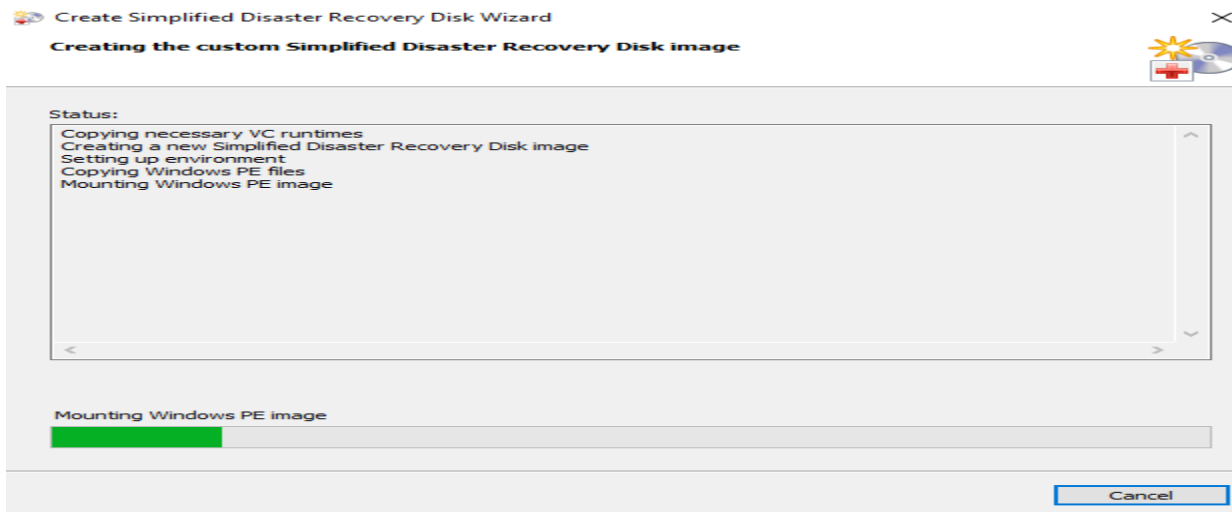 Create Simplified Disaster Recovery Disk Wizard
Creating the custom Simplified Disaster Recovery Disk image
Status:
Copying necessary VC runtimes
Creating a new Simplified Disaster Recovery Disk image
Setting up environment
Copying Windows PE files
Mounting Windows PE image
Mounting Windows PE image
Cancel